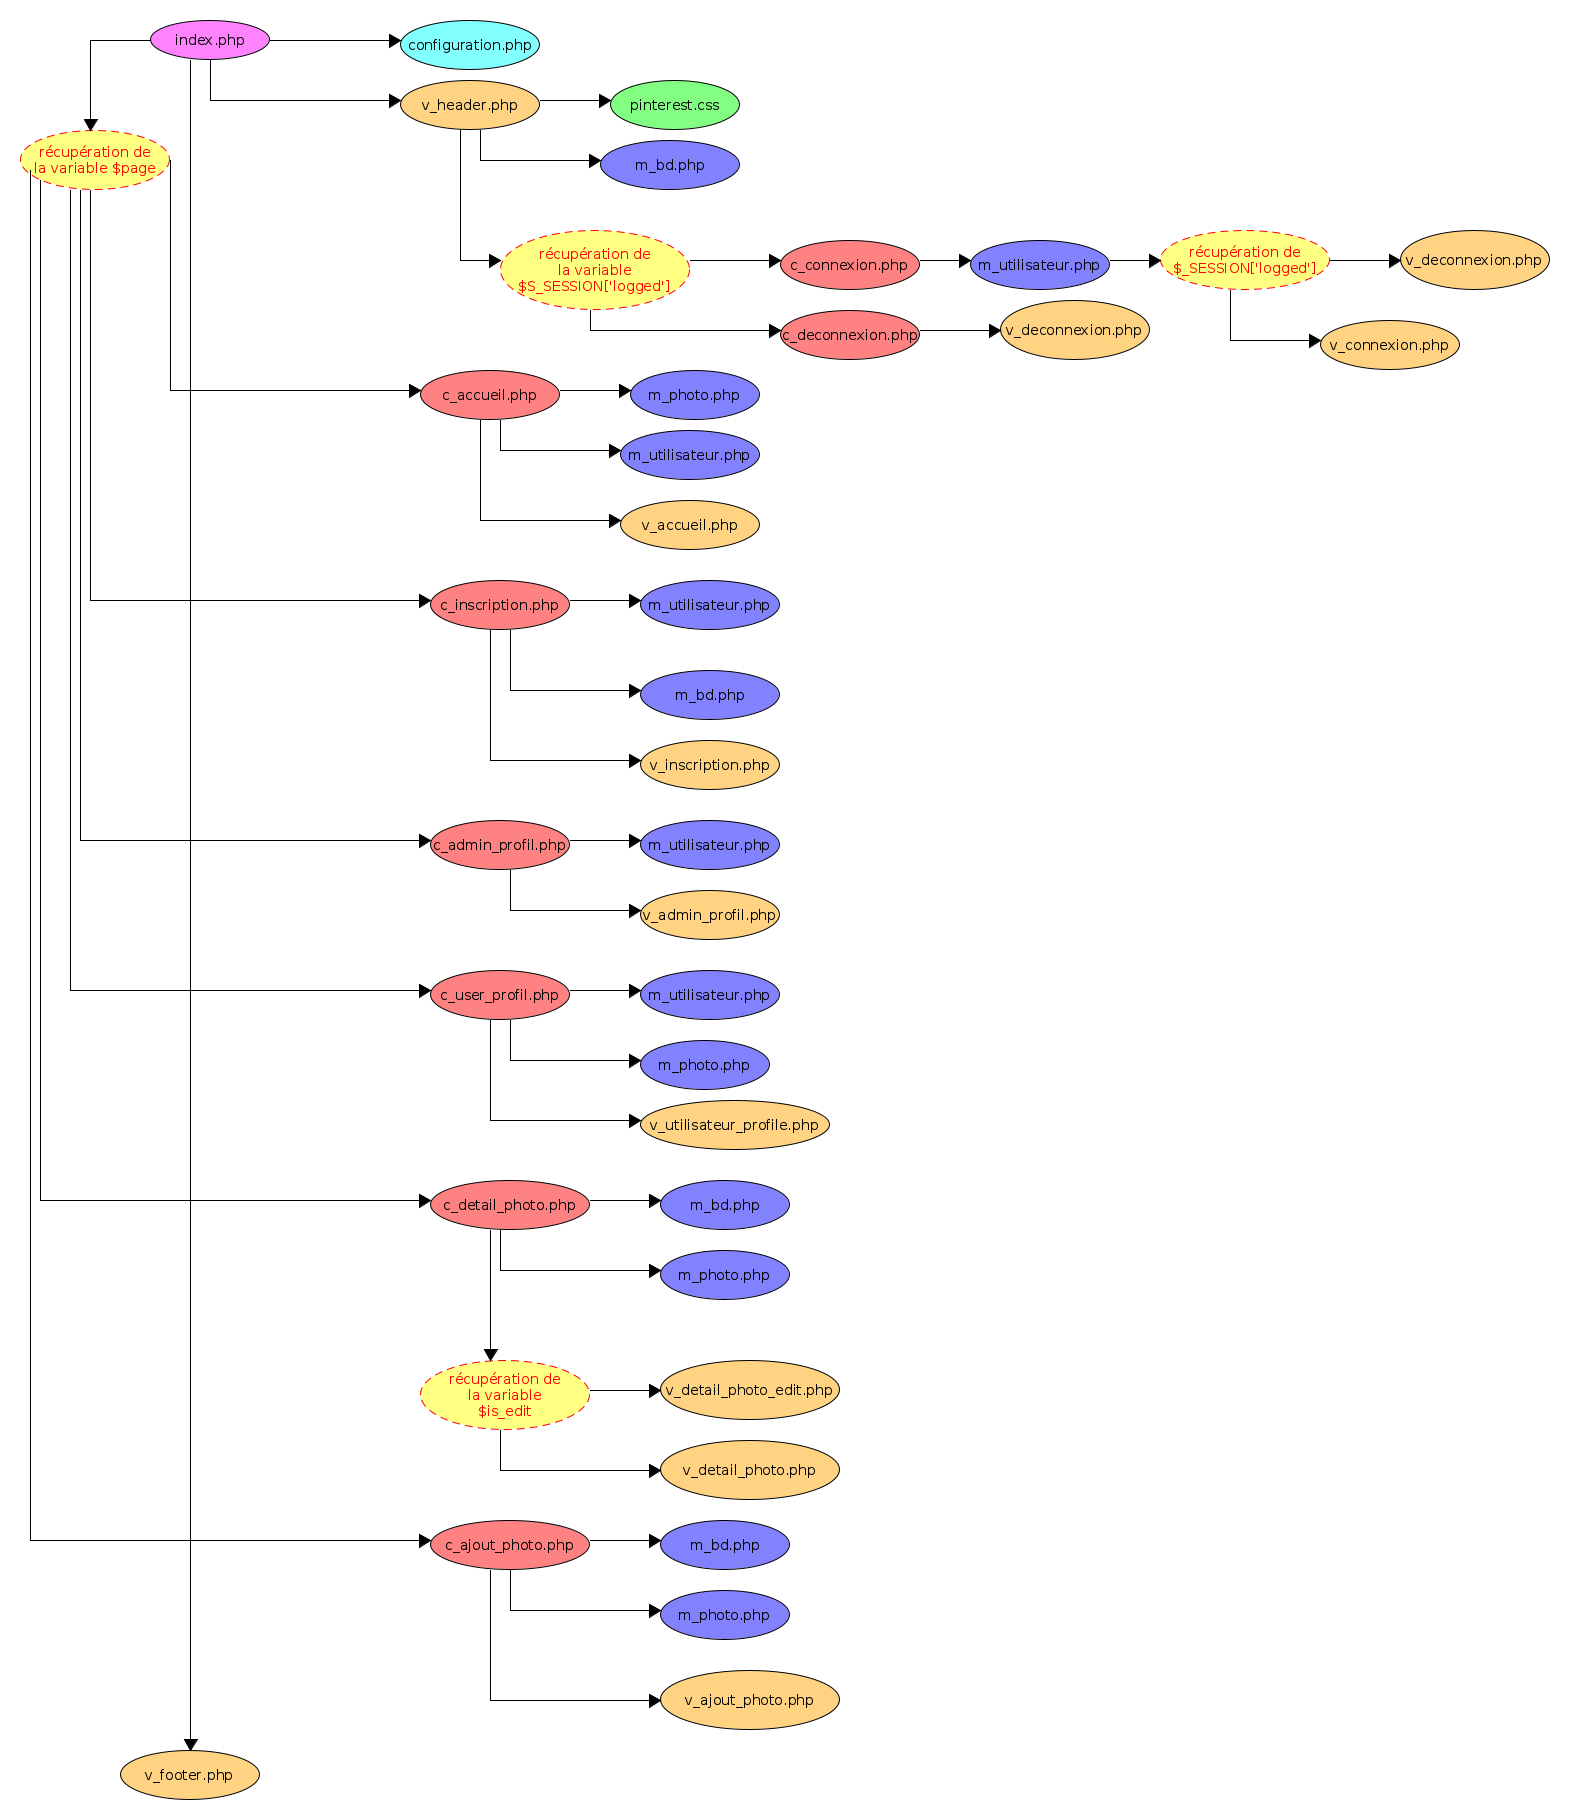 index.php
configuration.php
v_header.php
pinterest.css
récupération de
la variable $page
m_bd.php
récupération de
la variable
$S_SESSION['logged']
c_connexion.php
m_utilisateur.php
récupération de
$_SESSION['logged']
v_deconnexion.php
c_deconnexion.php
v_deconnexion.php
v_connexion.php
c_accueil.php
m_photo.php
m_utilisateur.php
v_accueil.php
c_inscription.php
m_utilisateur.php
m_bd.php
v_inscription.php
c_admin_profil.php
m_utilisateur.php
v_admin_profil.php
c_user_profil.php
m_utilisateur.php
m_photo.php
v_utilisateur_profile.php
c_detail_photo.php
m_bd.php
m_photo.php
récupération de
la variable
$is_edit
v_detail_photo_edit.php
v_detail_photo.php
c_ajout_photo.php
m_bd.php
m_photo.php
v_ajout_photo.php
v_footer.php